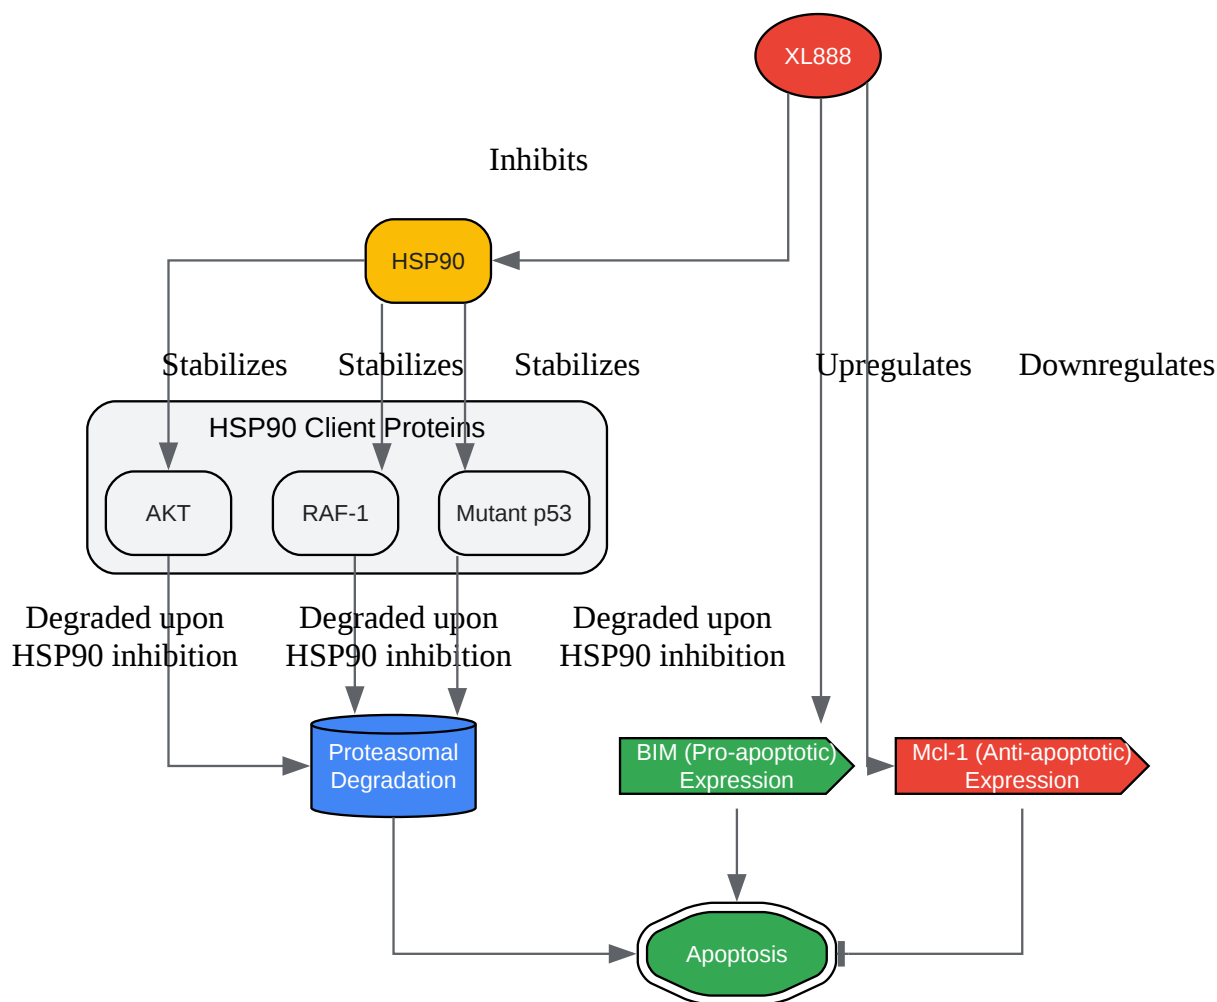 XL888
Inhibits
HSP90
Stabilizes
Stabilizes
Stabilizes
Upregulates
Downregulates
HSP90 Client Proteins
AKT
RAF-1
Mutant p53
Degraded upon
HSP90 inhibition
Degraded upon
HSP90 inhibition
Degraded upon
HSP90 inhibition
Proteasomal
Degradation
BIM (Pro-apoptotic)
Expression
Mcl-1 (Anti-apoptotic)
Expression
Apoptosis